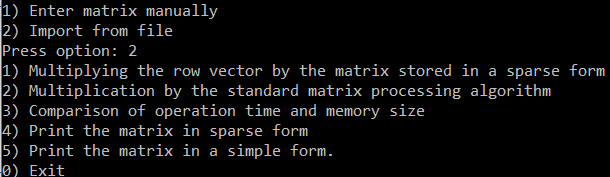 1) Enter matrix manually
2) Import from file
Press option: 2
1) Multiplying the row vector by the matrix stored in a sparse form
2) Multiplication by the standard matrix processing algorithm
3) Comparison of operation time and memory size
4) Print the matrix in sparse form
5) Print the matrix in a simple form.
0) Exit